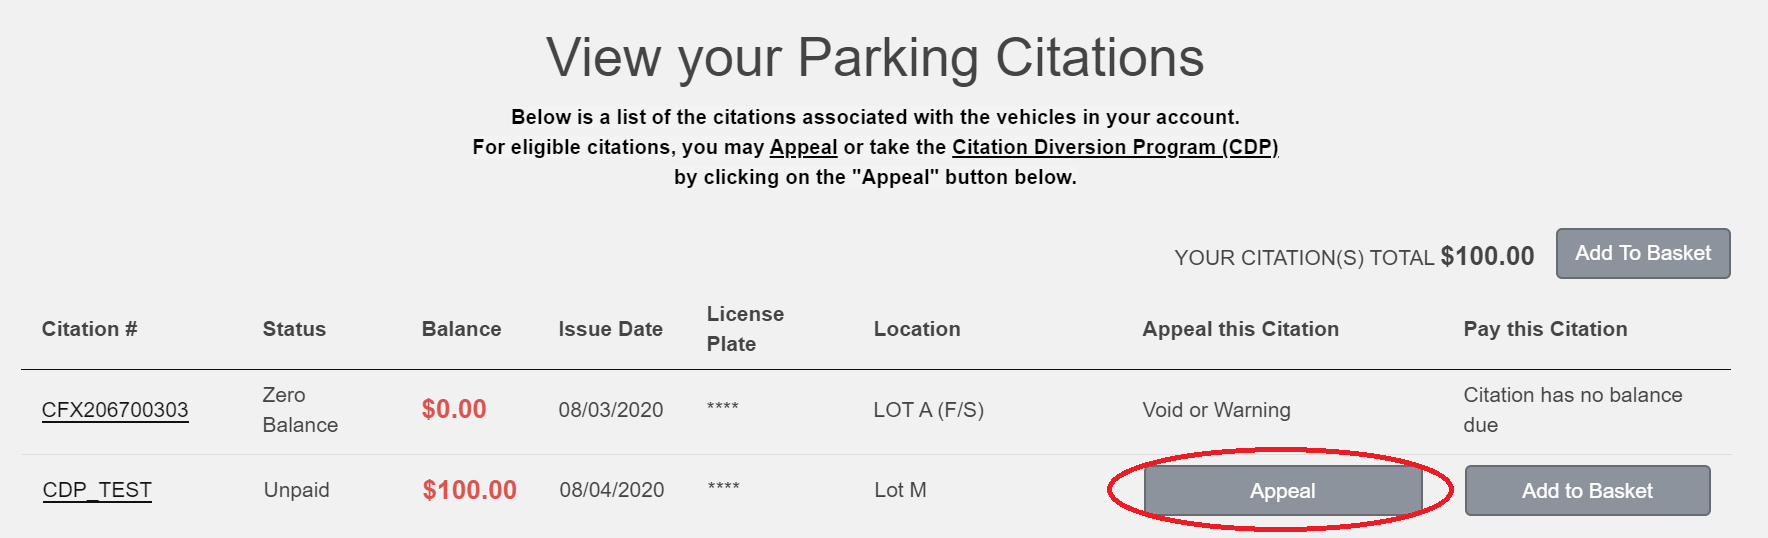 View your Parking Citations
Below is a list of the citations associated with the vehicles in your account.
For eligible citations, you may Appeal or take the Citation Diversion Program (CDP)
by clicking on the "Appeal" button below.
YOUR CITATION(S) TOTAL $100.00 Add To Basket
Citation # Status Balance Issue Date License Plate Location Appeal this Citation Pay this Citation
CFX206700303 Zero Balance $0.00 08/03/2020 **** LOT A (F/S) Void or Warning Citation has no balance due
CDP_TEST Unpaid $100.00 08/04/2020 **** Lot M Appeal Add to Basket